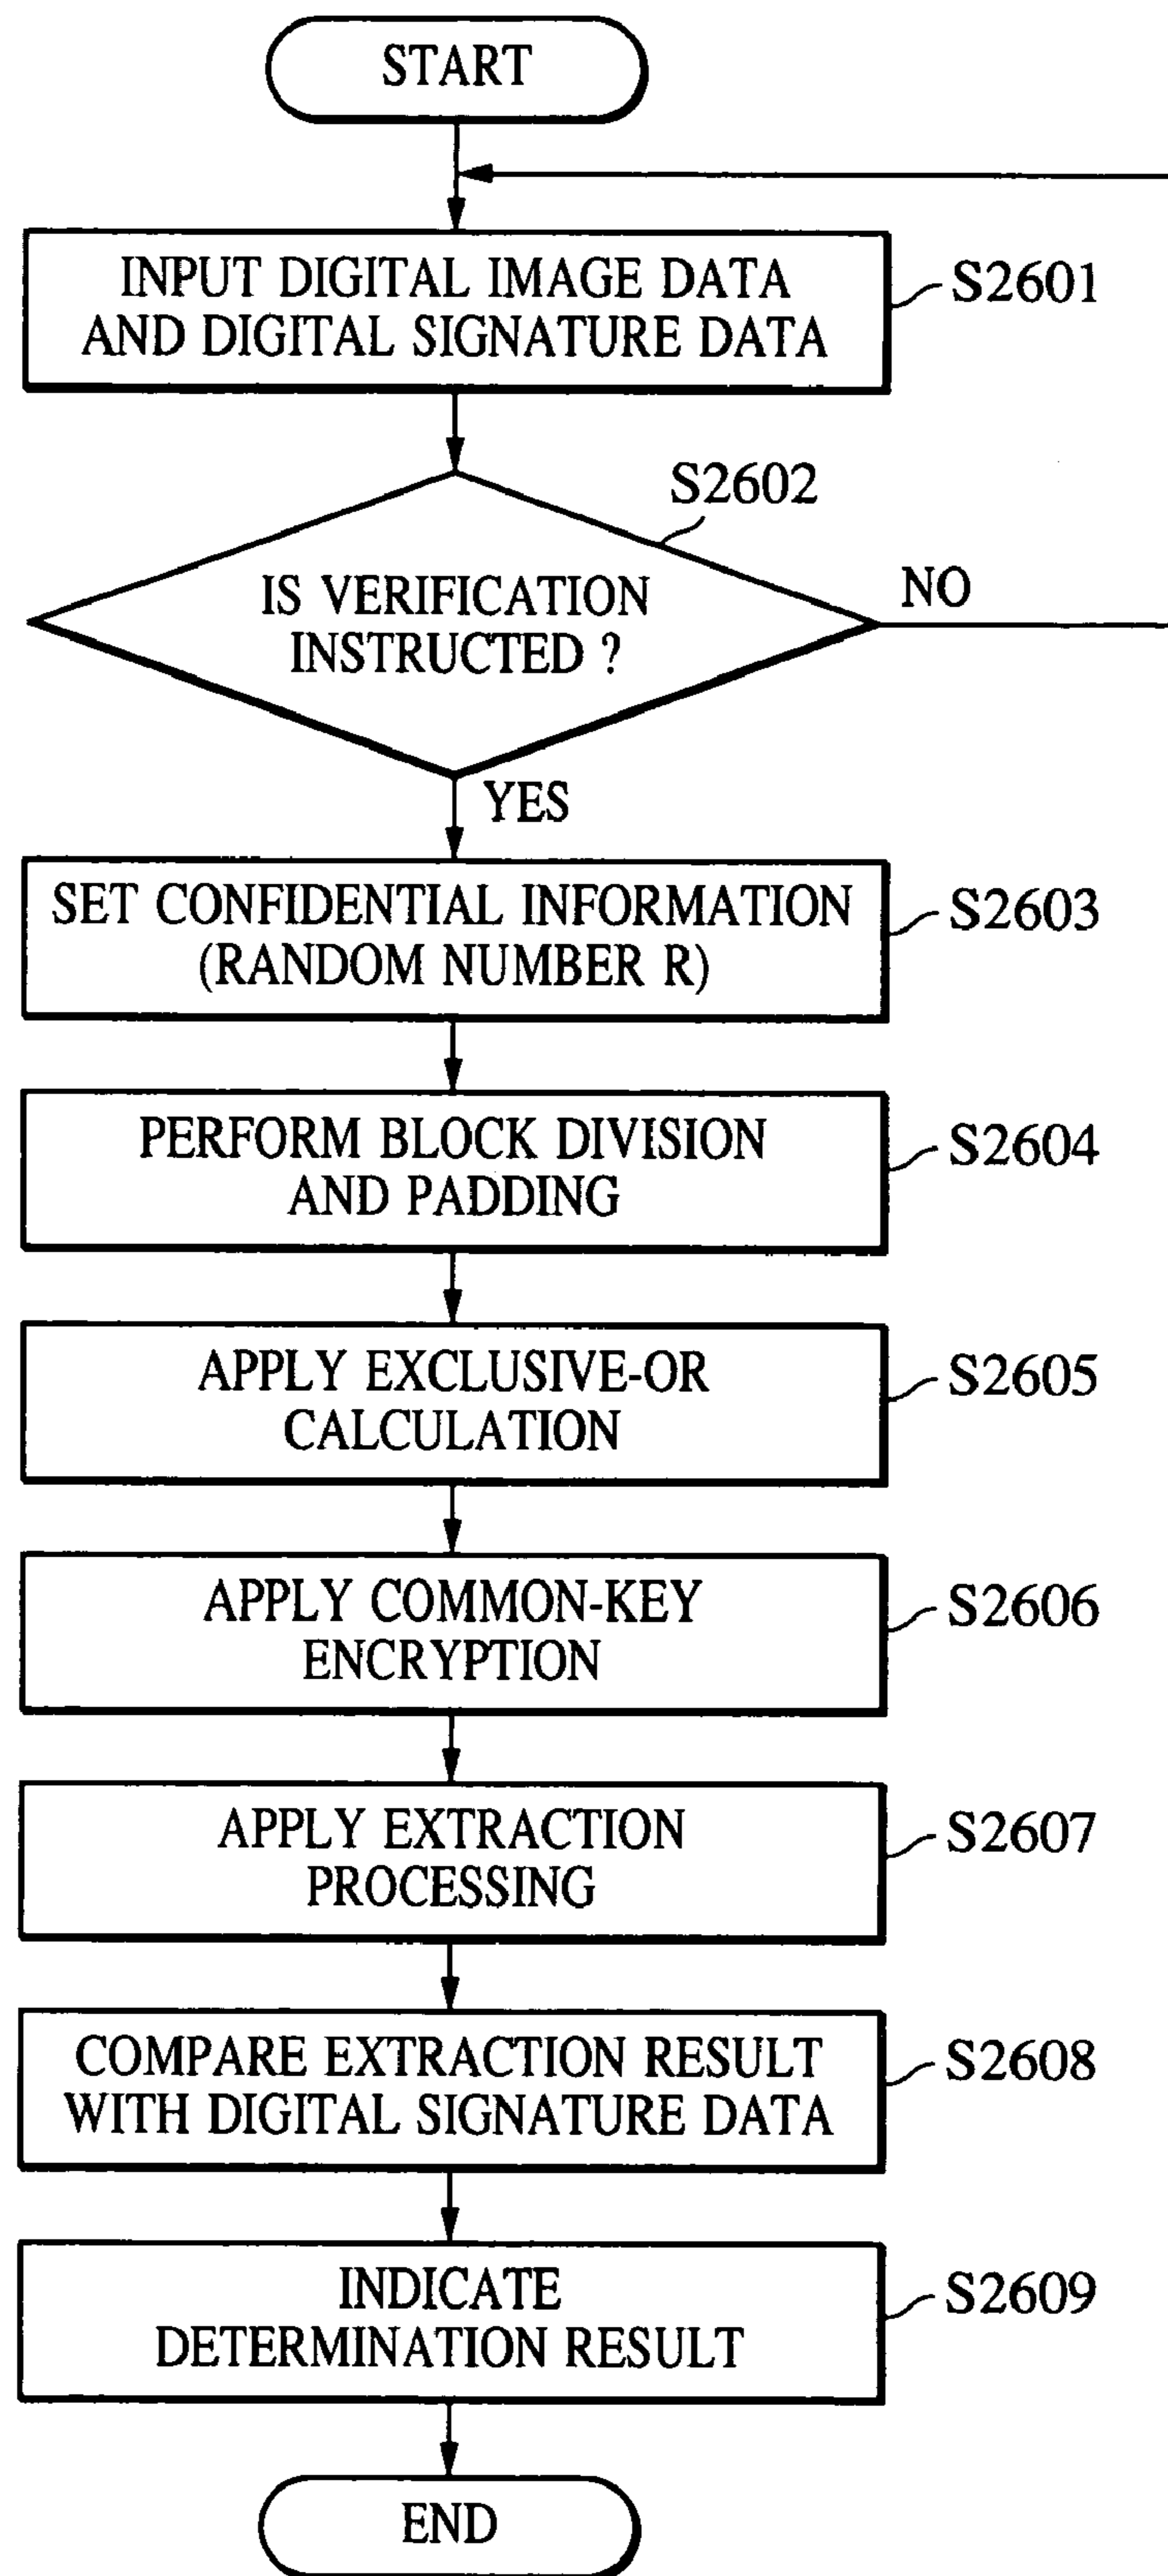 START
INPUT DIGITAL IMAGE DATA
AND DIGITAL SIGNATURE DATA
S2601
S2602
IS VERIFICATION
INSTRUCTED ?
NO
YES
SET CONFIDENTIAL INFORMATION
(RANDOM NUMBER R)
S2603
PERFORM BLOCK DIVISION
AND PADDING
S2604
APPLY EXCLUSIVE-OR
CALCULATION
S2605
APPLY COMMON-KEY
ENCRYPTION
S2606
APPLY EXTRACTION
PROCESSING
S2607
COMPARE EXTRACTION RESULT
WITH DIGITAL SIGNATURE DATA
S2608
INDICATE
DETERMINATION RESULT
S2609
END